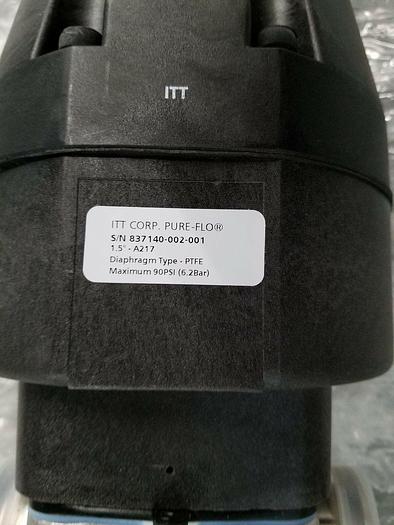 ITT
ITT CORP. PURE-FLO®
S/N 837140-002-001
1.5" - A217
Diaphragm Type - PTFE
Maximum 90PSI (6.2Bar)